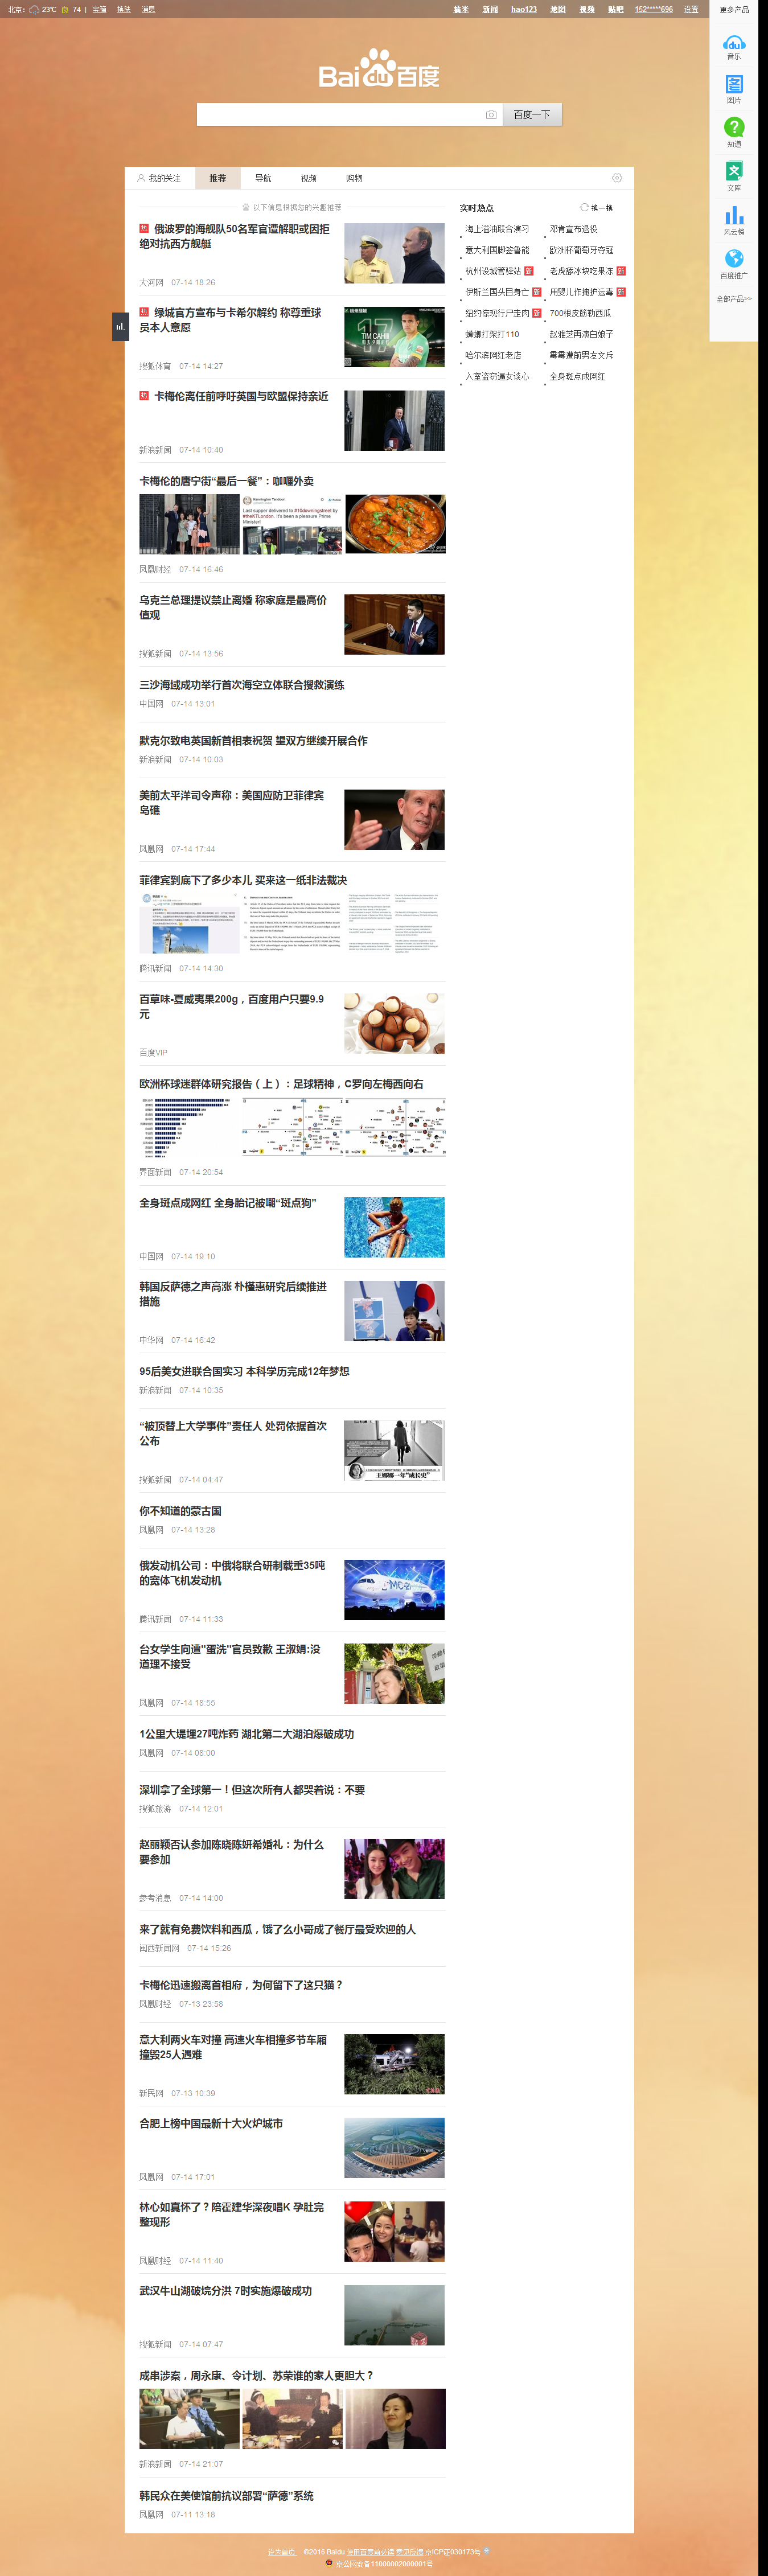 北京: 23℃ 74 | 宝箱 换肤 消息
糯米 新闻 hao123 地图 视频 贴吧 152*****696 设置 更多产品
音乐
图片
知道
文库
风云榜
百度推广
全部产品>>
Bai du 百度
百度一下
我的关注 推荐 导航 视频 购物
以下信息根据您的兴趣推荐
热 俄波罗的海舰队50名军官遭解职或因拒
绝对抗西方舰艇
大河网 07-14 18:26
热 绿城官方宣布与卡希尔解约 称尊重球
员本人意愿
搜狐体育 07-14 14:27
热 卡梅伦离任前呼吁英国与欧盟保持亲近
新浪新闻 07-14 10:40
卡梅伦的唐宁街“最后一餐”：咖喱外卖
凤凰财经 07-14 16:46
乌克兰总理提议禁止离婚 称家庭是最高价
值观
搜狐新闻 07-14 13:56
三沙海域成功举行首次海空立体联合搜救演练
中国网 07-14 13:01
默克尔致电英国新首相表祝贺 望双方继续开展合作
新浪新闻 07-14 10:03
美前太平洋司令声称：美国应防卫菲律宾
岛礁
凤凰网 07-14 17:44
菲律宾到底下了多少本儿 买来这一纸非法裁决
腾讯新闻 07-14 14:30
百草味-夏威夷果200g，百度用户只要9.9
元
百度VIP
欧洲杯球迷群体研究报告（上）：足球精神，C罗向左梅西向右
界面新闻 07-14 20:54
全身斑点成网红 全身胎记被嘲“斑点狗”
中国网 07-14 19:10
韩国反萨德之声高涨 朴槿惠研究后续推进
措施
中华网 07-14 16:42
95后美女进联合国实习 本科学历完成12年梦想
新浪新闻 07-14 10:35
“被顶替上大学事件”责任人 处罚依据首次
公布
搜狐新闻 07-14 04:47
你不知道的蒙古国
凤凰网 07-14 13:28
俄发动机公司：中俄将联合研制载重35吨
的宽体飞机发动机
腾讯新闻 07-14 11:33
台女学生向遭"蛋洗"官员致歉 王淑娟:没
道理不接受
凤凰网 07-14 18:55
1公里大堤埋27吨炸药 湖北第二大湖泊爆破成功
凤凰网 07-14 08:00
深圳拿了全球第一！但这次所有人都哭着说：不要
搜狐旅游 07-14 12:01
赵丽颖否认参加陈晓陈妍希婚礼：为什么
要参加
参考消息 07-14 14:00
来了就有免费饮料和西瓜，饿了么小哥成了餐厅最受欢迎的人
闽西新闻网 07-14 15:26
卡梅伦迅速搬离首相府，为何留下了这只猫？
凤凰财经 07-13 23:58
意大利两火车对撞 高速火车相撞多节车厢
撞毁25人遇难
新民网 07-13 10:39
合肥上榜中国最新十大火炉城市
凤凰网 07-14 17:01
林心如真怀了？陪霍建华深夜唱K 孕肚完
整现形
凤凰财经 07-14 11:40
武汉牛山湖破垸分洪 7时实施爆破成功
搜狐新闻 07-14 07:47
成串涉案，周永康、令计划、苏荣谁的家人更胆大？
新浪新闻 07-14 21:07
韩民众在美使馆前抗议部署“萨德”系统
凤凰网 07-11 13:18
实时热点 换一换
海上溢油联合演习 邓肯宣布退役
意大利国脚签鲁能 欧洲杯葡萄牙夺冠
杭州设城管驿站 新 老虎舔冰块吃果冻 新
伊斯兰国头目身亡 新 用婴儿作掩护运毒 新
纽约惊现行尸走肉 新 700根皮筋勒西瓜
蟑螂打架打110 赵雅芝再演白娘子
哈尔滨网红老店 霉霉遭前男友文斥
入室盗窃逼女谈心 全身斑点成网红
设为首页 ©2016 Baidu 使用百度前必读 意见反馈 京ICP证030173号
京公网安备11000002000001号